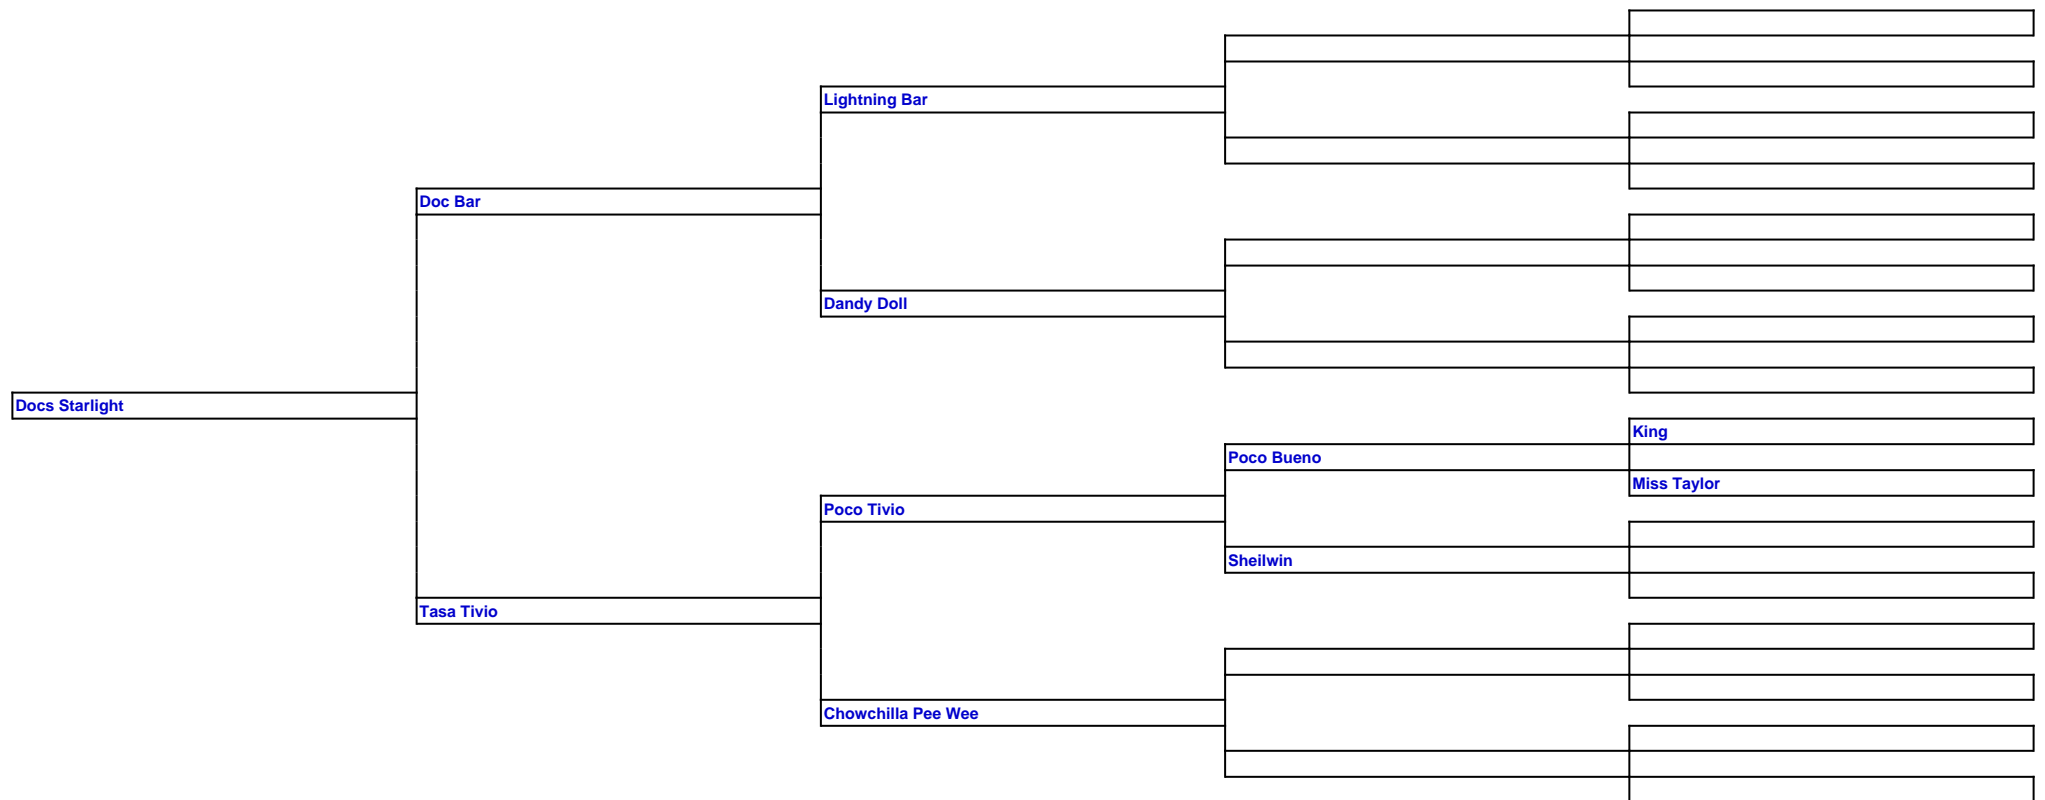 Lightning Bar
Doc Bar
Dandy Doll
Docs Starlight
King
Poco Bueno
Miss Taylor
Poco Tivio
Sheilwin
Tasa Tivio
Chowchilla Pee Wee